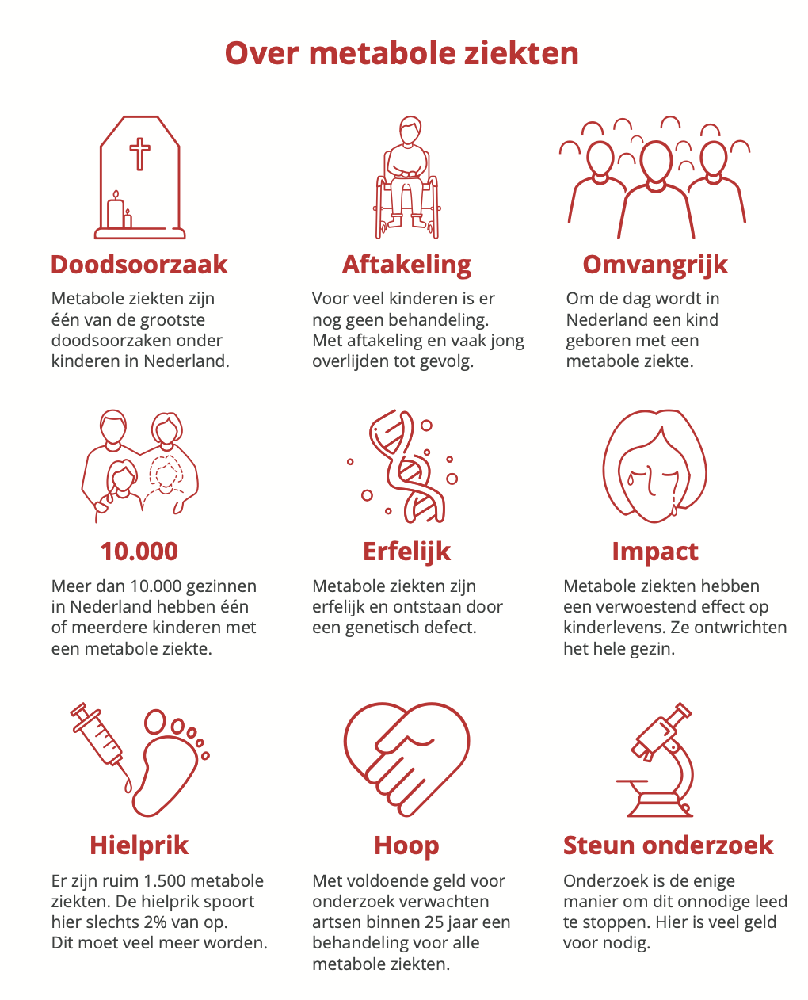 Over metabole ziekten
Doodsoorzaak
Metabole ziekten zijn
één van de grootste
doodsoorzaken onder
kinderen in Nederland.
Aftakeling
Voor veel kinderen is er
nog geen behandeling.
Met aftakeling en vaak jong
overlijden tot gevolg.
Omvangrijk
Om de dag wordt in
Nederland een kind
geboren met een
metabole ziekte.
10.000
Meer dan 10.000 gezinnen
in Nederland hebben één
of meerdere kinderen met
een metabole ziekte.
Erfelijk
Metabole ziekten zijn
erfelijk en ontstaan door
een genetisch defect.
Impact
Metabole ziekten hebben
een verwoestend effect op
kinderlevens. Ze ontwrichten
het hele gezin.
Hielprik
Er zijn ruim 1.500 metabole
ziekten. De hielprik spoort
hier slechts 2% van op.
Dit moet veel meer worden.
Hoop
Met voldoende geld voor
onderzoek verwachten
artsen binnen 25 jaar een
behandeling voor alle
metabole ziekten.
Steun onderzoek
Onderzoek is de enige
manier om dit onnodige leed
te stoppen. Hier is veel geld
voor nodig.